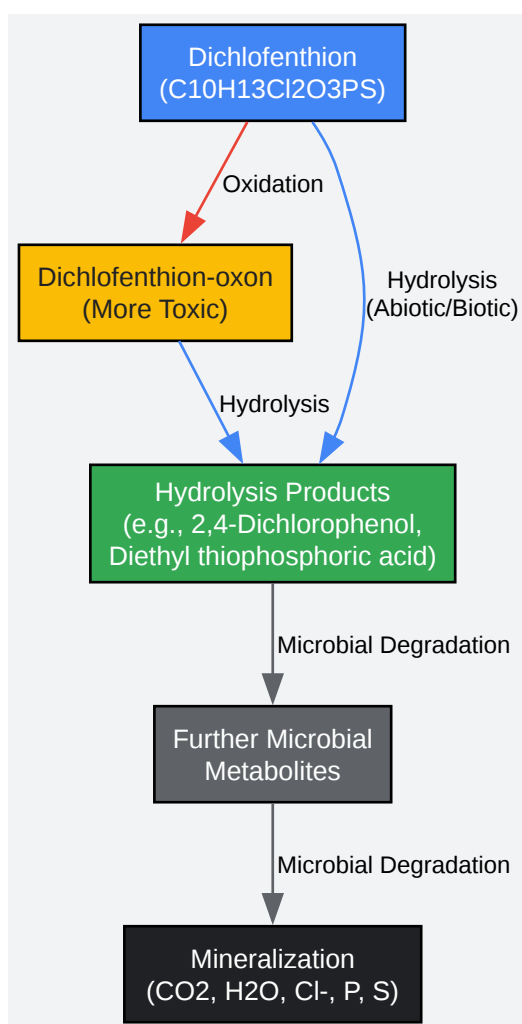 Dichlofenthion
(C10H13Cl2O3PS)
Oxidation
Dichlofenthion-oxon
(More Toxic)
Hydrolysis
(Abiotic/Biotic)
Hydrolysis
Hydrolysis Products
(e.g., 2,4-Dichlorophenol,
Diethyl thiophosphoric acid)
Microbial Degradation
Further Microbial
Metabolites
Microbial Degradation
Mineralization
(CO2, H2O, Cl-, P, S)